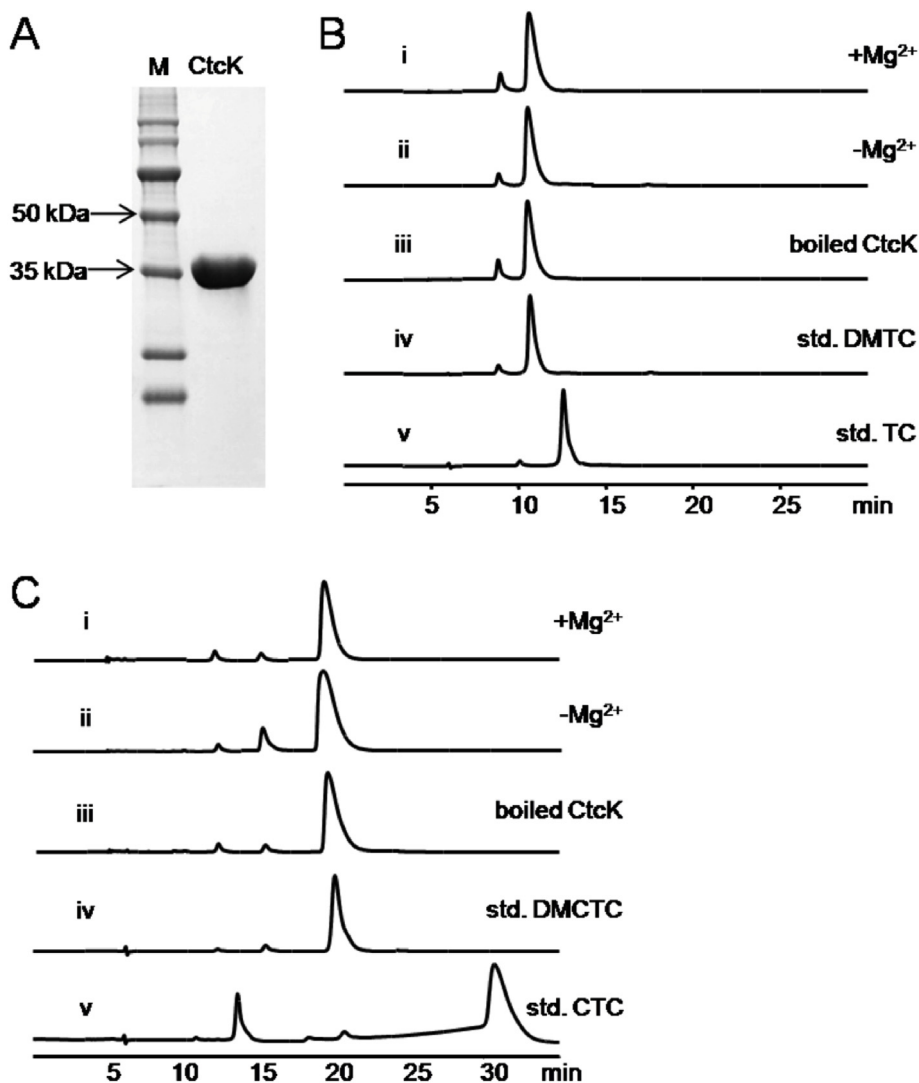 A
M CtcK
50 kDa
35 kDa
B
i +Mg²⁺
ii -Mg²⁺
iii boiled CtcK
iv std. DMTC
v std. TC
5 10 15 20 25 min
C
i +Mg²⁺
ii -Mg²⁺
iii boiled CtcK
iv std. DMCTC
v std. CTC
5 10 15 20 25 30 min